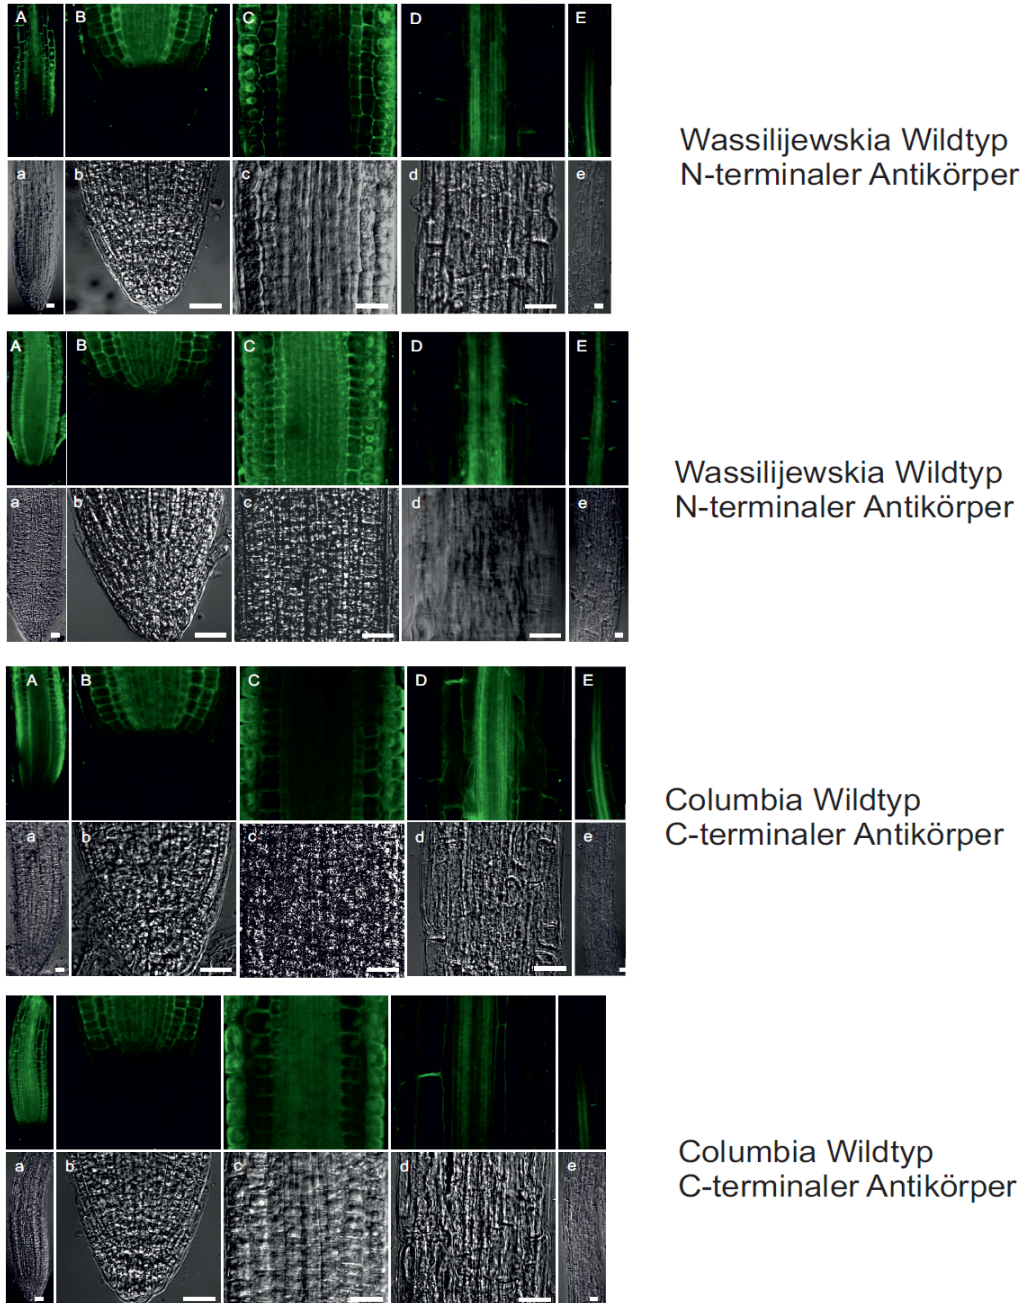 A B C D E
a b c d e
Wassilijewskia Wildtyp
N-terminaler Antikörper
A B C D E
a b c d e
Wassilijewskia Wildtyp
N-terminaler Antikörper
A B C D E
a b c d e
Columbia Wildtyp
C-terminaler Antikörper
A B C D E
a b c d e
Columbia Wildtyp
C-terminaler Antikörper